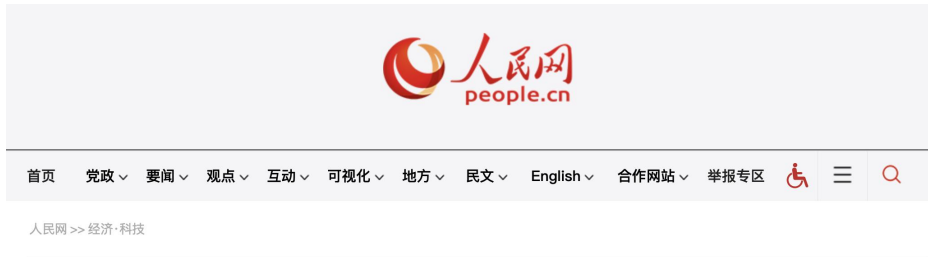 人民网
people.cn
首页 党政 要闻 观点 互动 可视化 地方 民文 English 合作网站 举报专区
人民网 >> 经济·科技